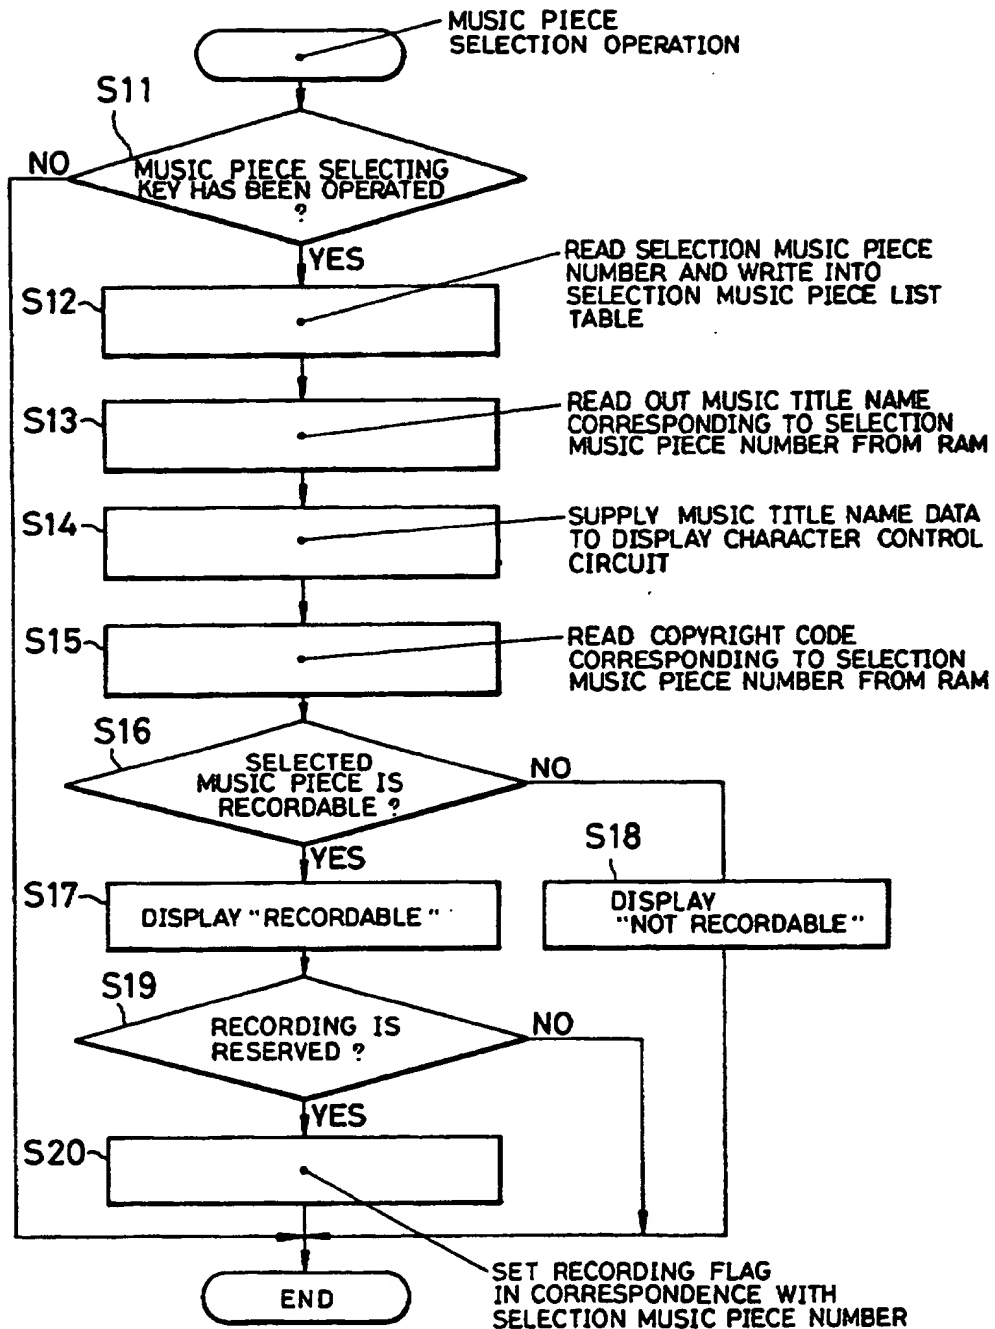 MUSIC PIECE
SELECTION OPERATION
S11
NO
MUSIC PIECE SELECTING
KEY HAS BEEN OPERATED
?
YES
READ SELECTION MUSIC PIECE
NUMBER AND WRITE INTO
SELECTION MUSIC PIECE LIST
TABLE
S12
READ OUT MUSIC TITLE NAME
CORRESPONDING TO SELECTION
MUSIC PIECE NUMBER FROM RAM
S13
SUPPLY MUSIC TITLE NAME DATA
TO DISPLAY CHARACTER CONTROL
CIRCUIT
S14
READ COPYRIGHT CODE
CORRESPONDING TO SELECTION
MUSIC PIECE NUMBER FROM RAM
S15
S16
SELECTED
MUSIC PIECE IS
RECORDABLE ?
NO
YES
S18
S17
DISPLAY "RECORDABLE"
DISPLAY
"NOT RECORDABLE"
S19
RECORDING IS
RESERVED ?
NO
YES
S20
SET RECORDING FLAG
IN CORRESPONDENCE WITH
SELECTION MUSIC PIECE NUMBER
END